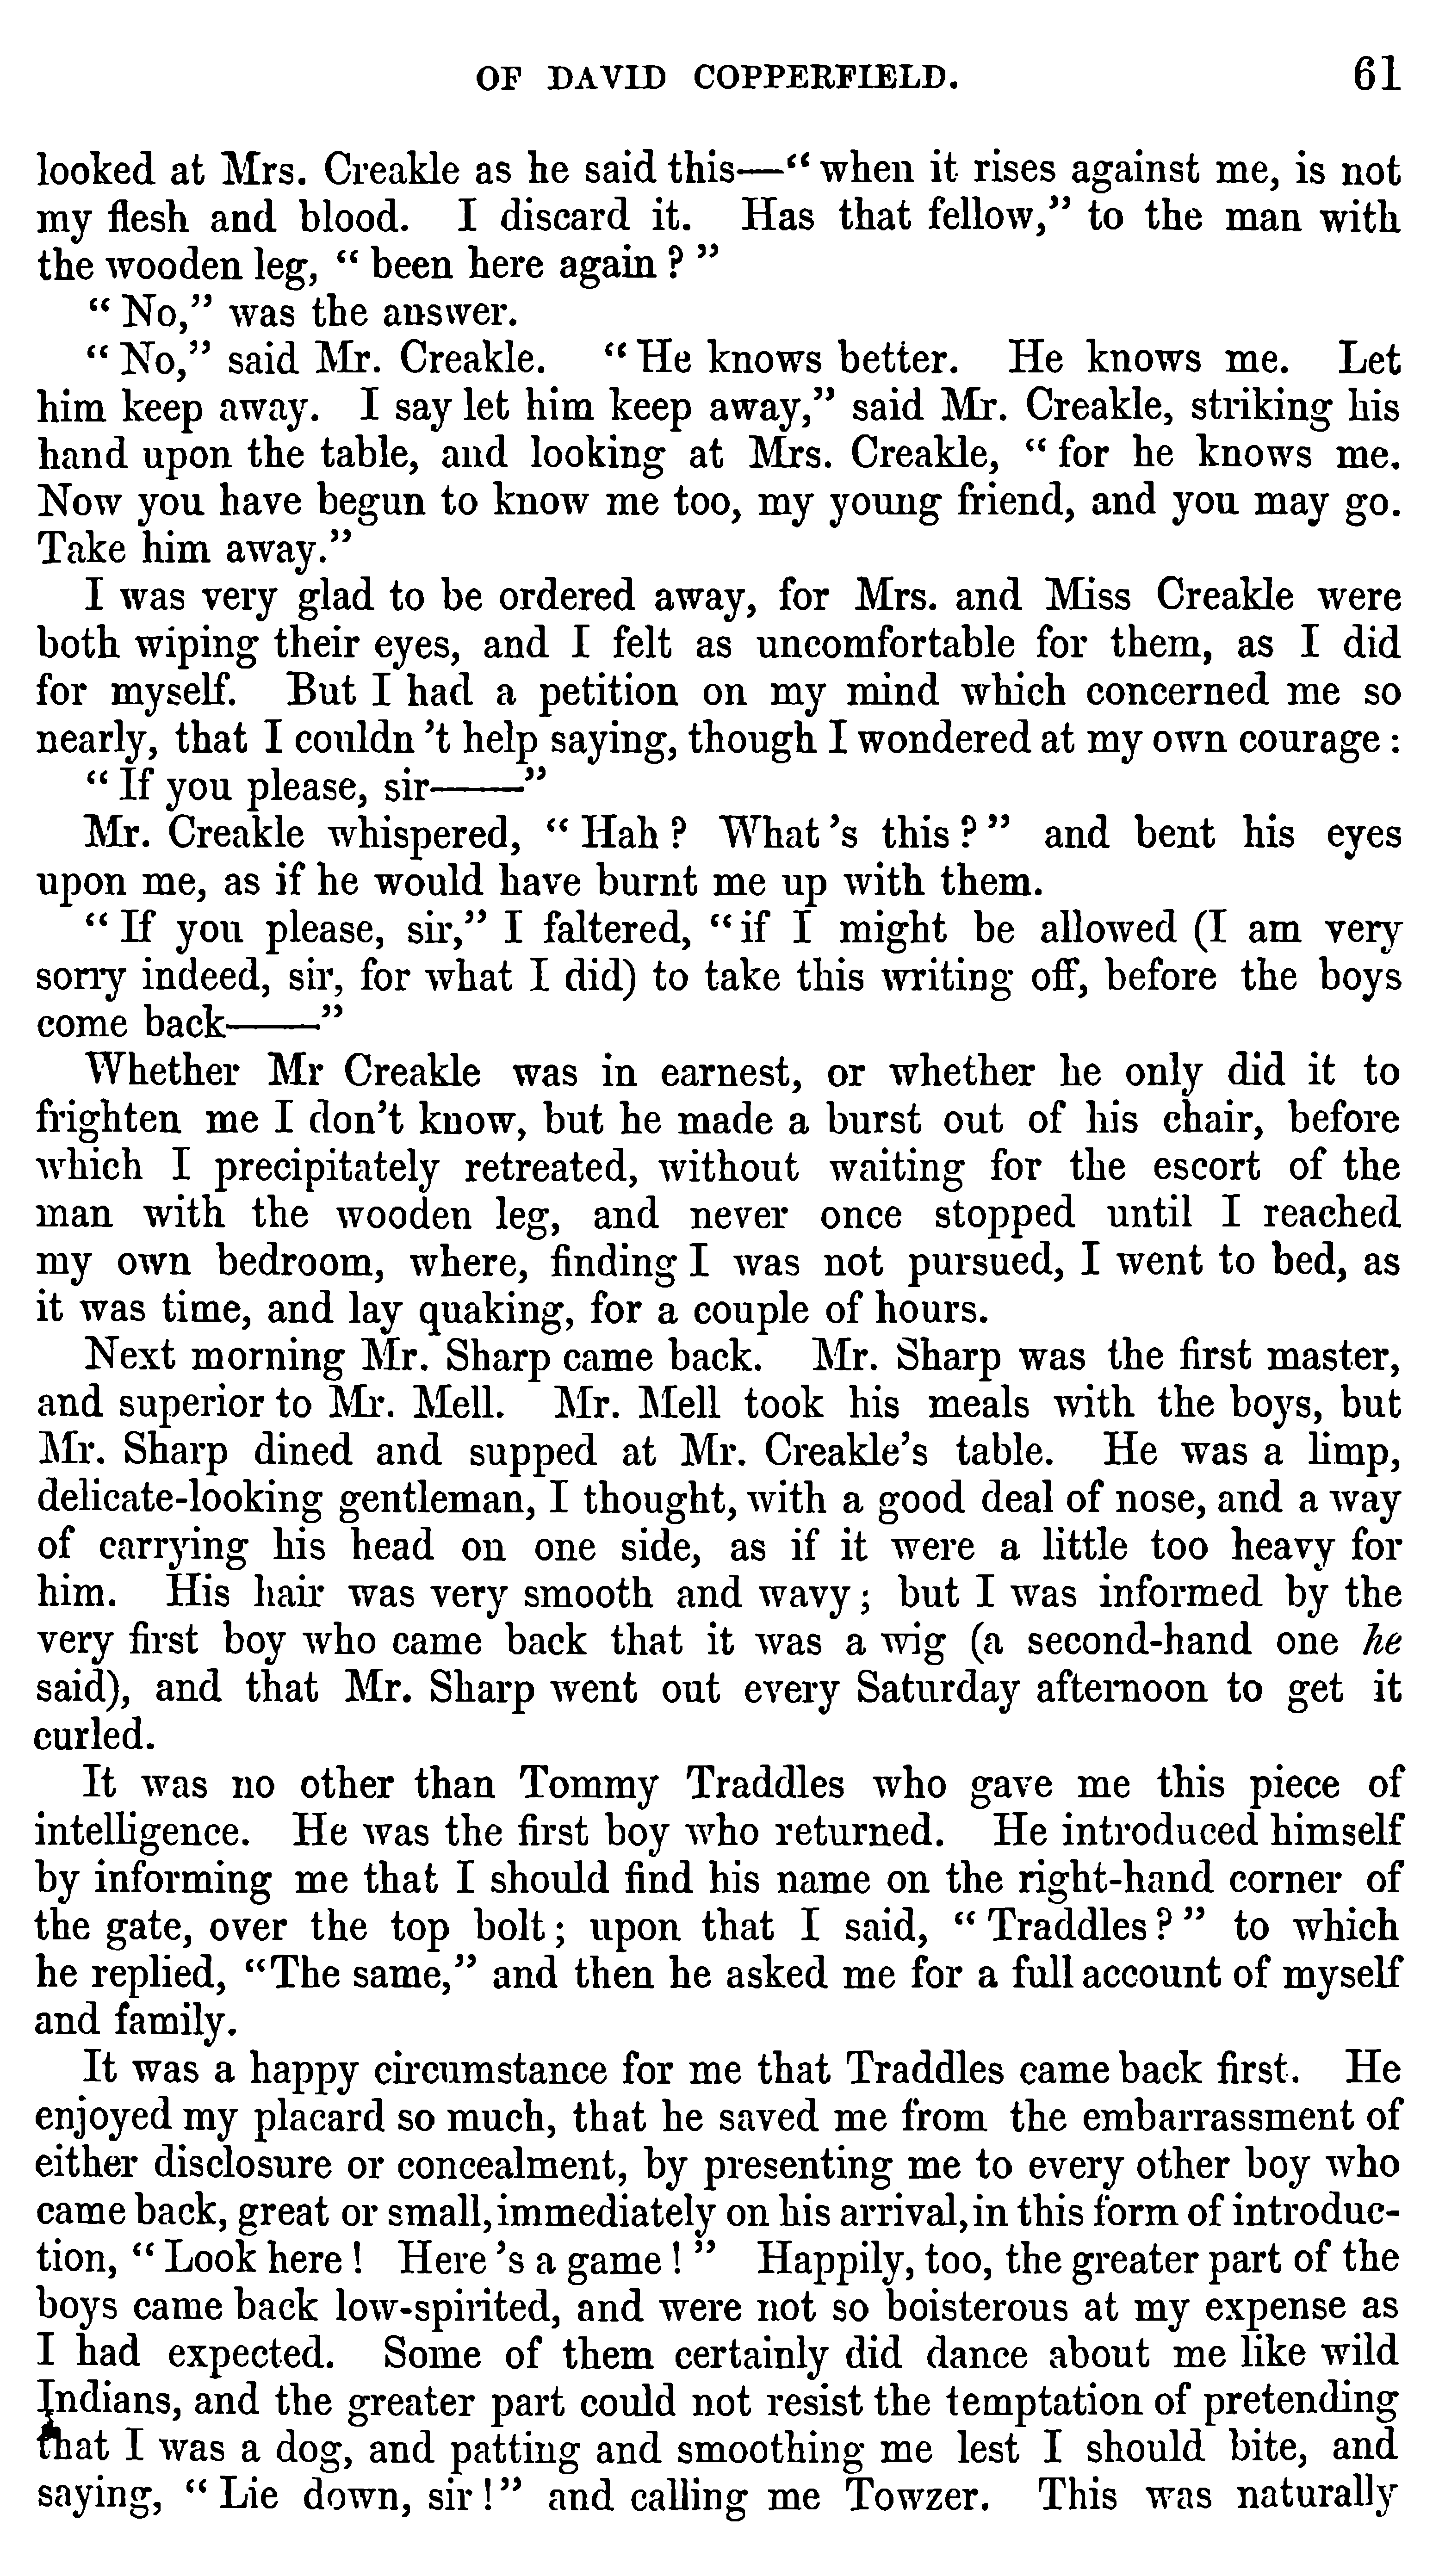 OF DAVID COPPERFIELD. 61
looked at Mrs. Creakle as he said this—“ when it rises against me, is not
my flesh and blood. I discard it. Has that fellow,” to the man with
the wooden leg, “ been here again ? ”
“ No,” was the answer.
“ No,” said Mr. Creakle. “ He knows better. He knows me. Let
him keep away. I say let him keep away,” said Mr. Creakle, striking his
hand upon the table, and looking at Mrs. Creakle, “ for he knows me.
Now you have begun to know me too, my young friend, and you may go.
Take him away.”
I was very glad to be ordered away, for Mrs. and Miss Creakle were
both wiping their eyes, and I felt as uncomfortable for them, as I did
for myself. But I had a petition on my mind which concerned me so
nearly, that I couldn ’t help saying, though I wondered at my own courage :
“ If you please, sir——”
Mr. Creakle whispered, “ Hah ? What ’s this ? ” and bent his eyes
upon me, as if he would have burnt me up with them.
“ If you please, sir,” I faltered, “ if I might be allowed (I am very
sorry indeed, sir, for what I did) to take this writing off, before the boys
come back——”
Whether Mr Creakle was in earnest, or whether he only did it to
frighten me I don’t know, but he made a burst out of his chair, before
which I precipitately retreated, without waiting for the escort of the
man with the wooden leg, and never once stopped until I reached
my own bedroom, where, finding I was not pursued, I went to bed, as
it was time, and lay quaking, for a couple of hours.
Next morning Mr. Sharp came back. Mr. Sharp was the first master,
and superior to Mr. Mell. Mr. Mell took his meals with the boys, but
Mr. Sharp dined and supped at Mr. Creakle’s table. He was a limp,
delicate-looking gentleman, I thought, with a good deal of nose, and a way
of carrying his head on one side, as if it were a little too heavy for
him. His hair was very smooth and wavy ; but I was informed by the
very first boy who came back that it was a wig (a second-hand one he
said), and that Mr. Sharp went out every Saturday afternoon to get it
curled.
It was no other than Tommy Traddles who gave me this piece of
intelligence. He was the first boy who returned. He introduced himself
by informing me that I should find his name on the right-hand corner of
the gate, over the top bolt ; upon that I said, “ Traddles ? ” to which
he replied, “The same,” and then he asked me for a full account of myself
and family.
It was a happy circumstance for me that Traddles came back first. He
enjoyed my placard so much, that he saved me from the embarrassment of
either disclosure or concealment, by presenting me to every other boy who
came back, great or small, immediately on his arrival, in this form of introduc-
tion, “ Look here ! Here ’s a game ! ” Happily, too, the greater part of the
boys came back low-spirited, and were not so boisterous at my expense as
I had expected. Some of them certainly did dance about me like wild
Indians, and the greater part could not resist the temptation of pretending
that I was a dog, and patting and smoothing me lest I should bite, and
saying, “ Lie down, sir !” and calling me Towzer. This was naturally